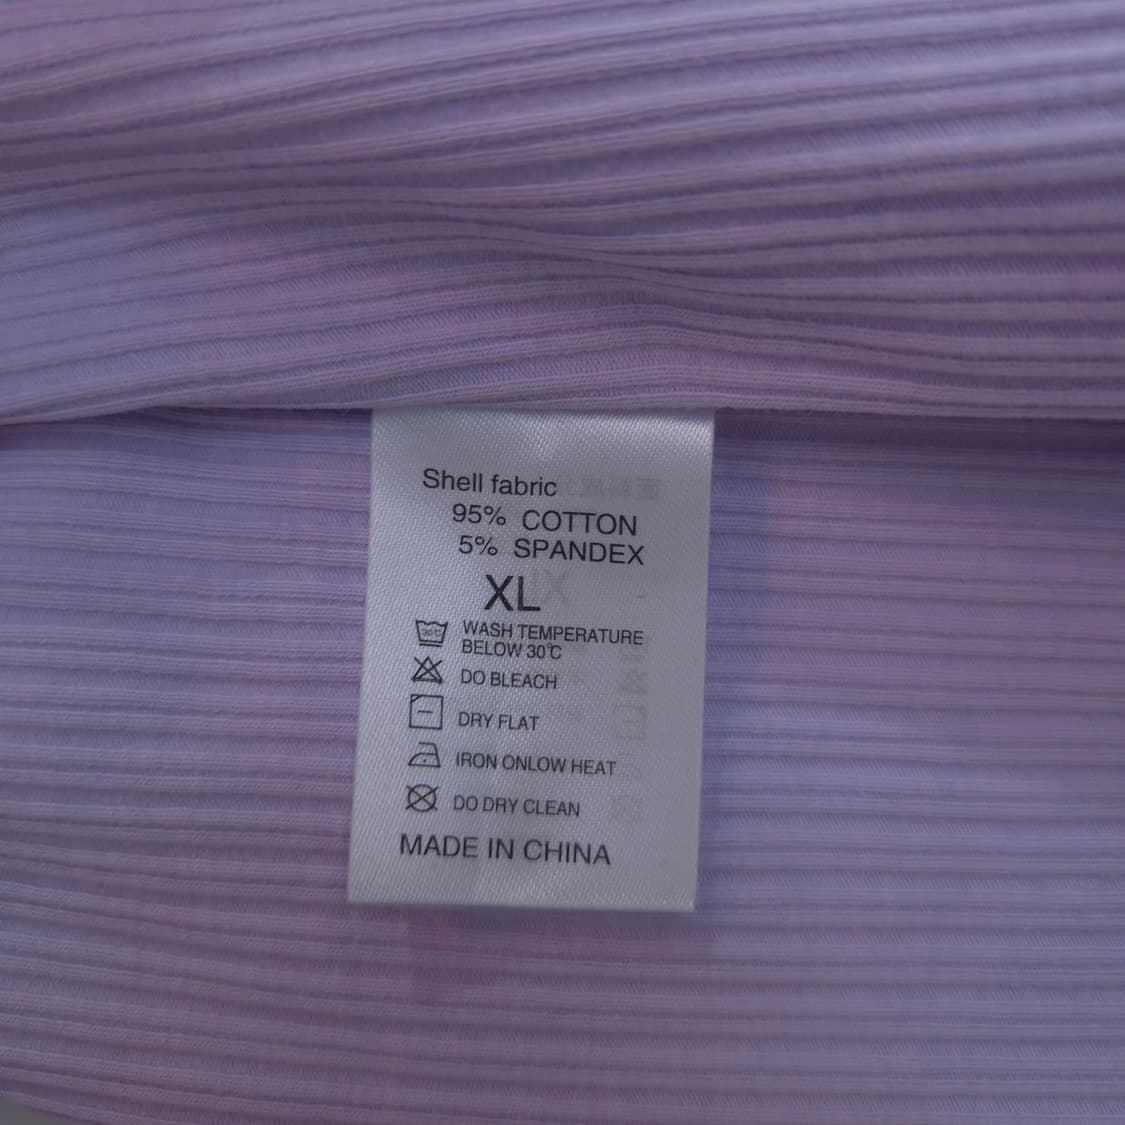 Shell fabric
95% COTTON
5% SPANDEX
XL
30℃ WASH TEMPERATURE
BELOW 30℃
DO BLEACH
DRY FLAT
IRON ONLOW HEAT
DO DRY CLEAN
MADE IN CHINA